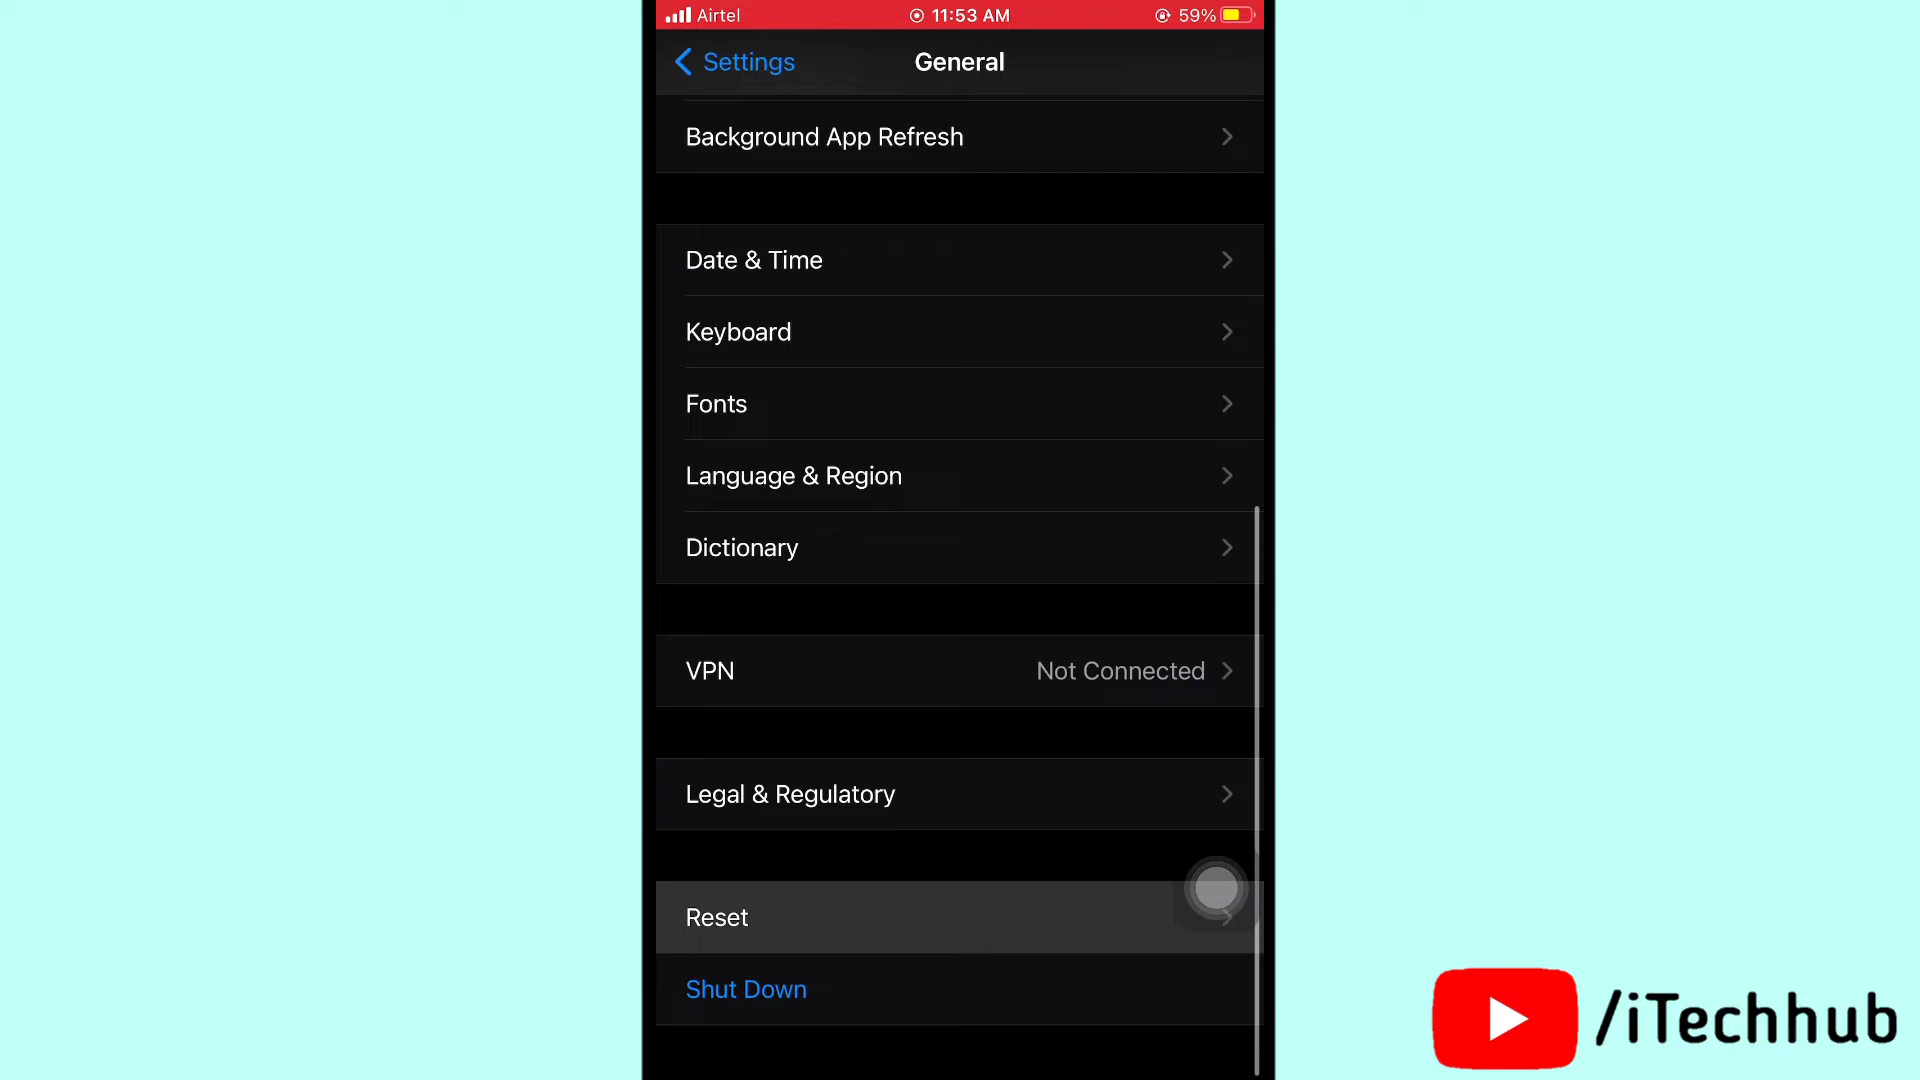 Airtel 11:53 AM 59%
Settings General
Background App Refresh
Date & Time
Keyboard
Fonts
Language & Region
Dictionary
VPN Not Connected
Legal & Regulatory
Reset
Shut Down
/iTechhub